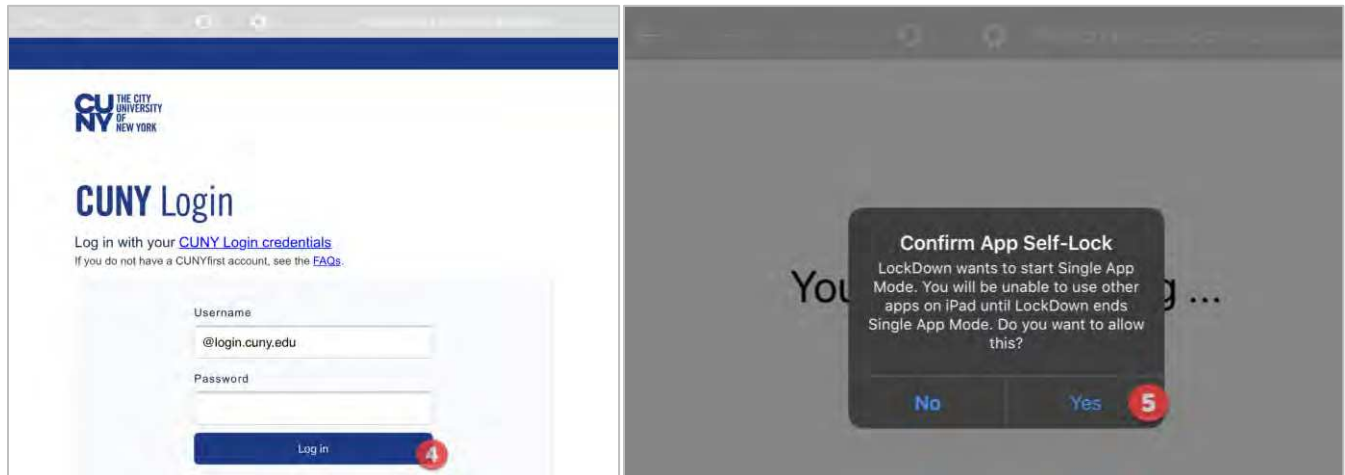 CU THE CITY
UNIVERSITY
NY OF
NEW YORK
CUNY Login
Log in with your CUNY Login credentials
If you do not have a CUNYfirst account, see the FAQs.
Username
@login.cuny.edu
Password
Log in
4
Confirm App Self-Lock
LockDown wants to start Single App
Mode. You will be unable to use other
apps on iPad until LockDown ends
Single App Mode. Do you want to allow
this?
No
Yes
5
g ...